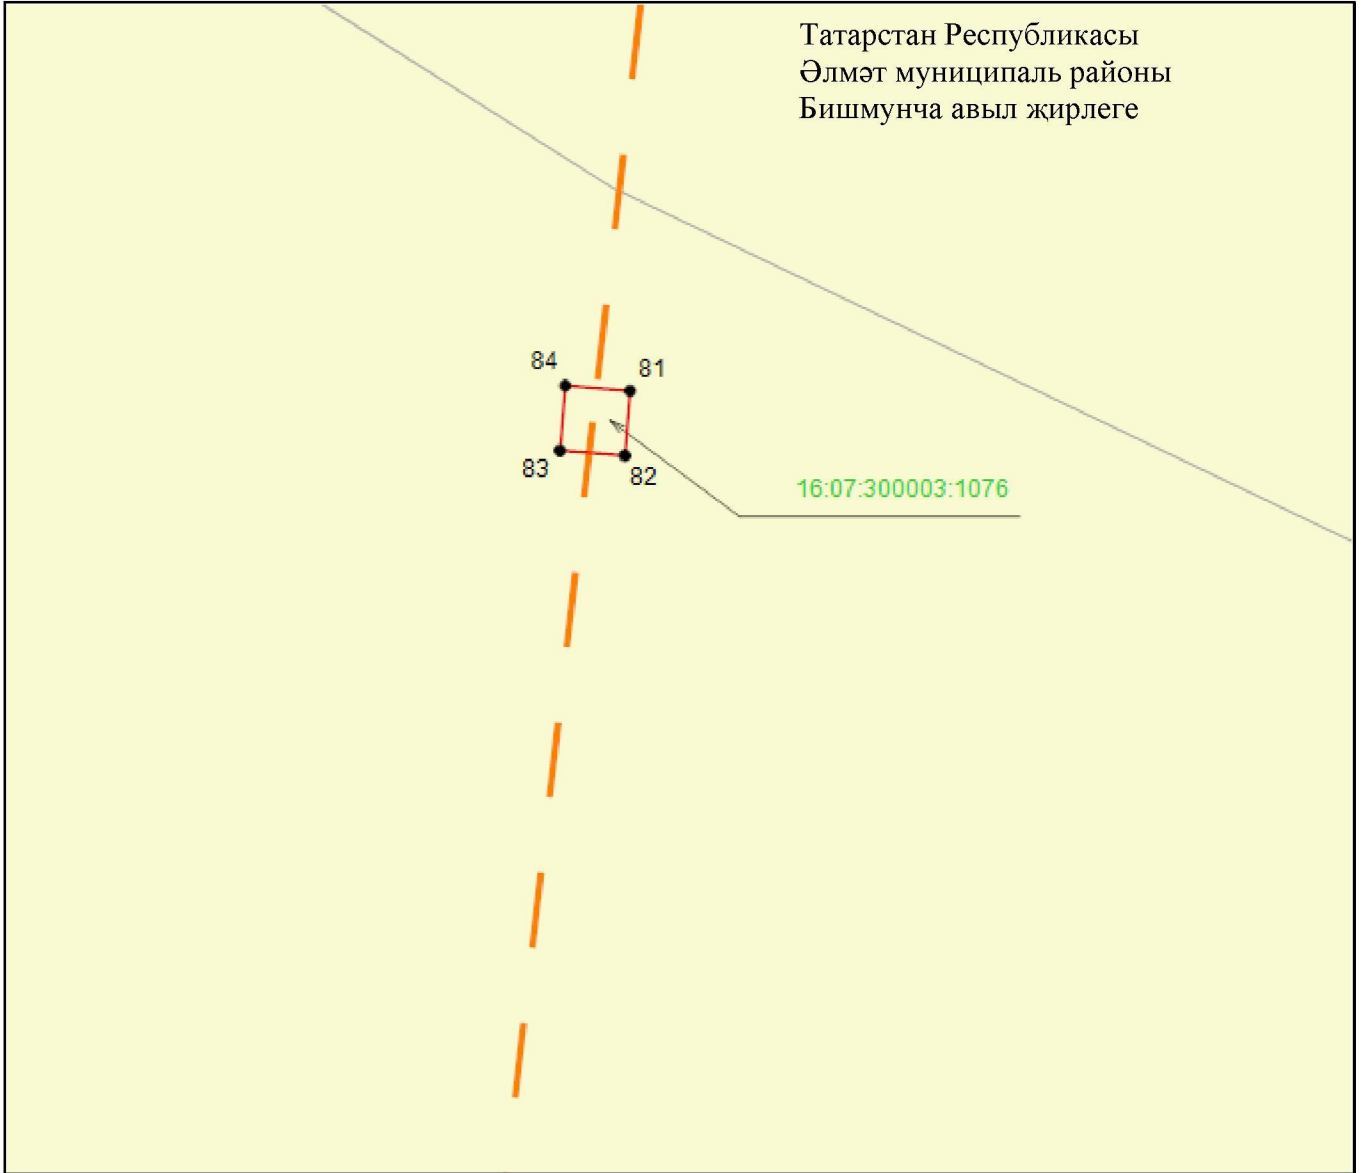 Татарстан Республикасы
Әлмәт муниципаль районы
Бишмунча авыл җирлеге
84
81
83
82
16:07:300003:1076